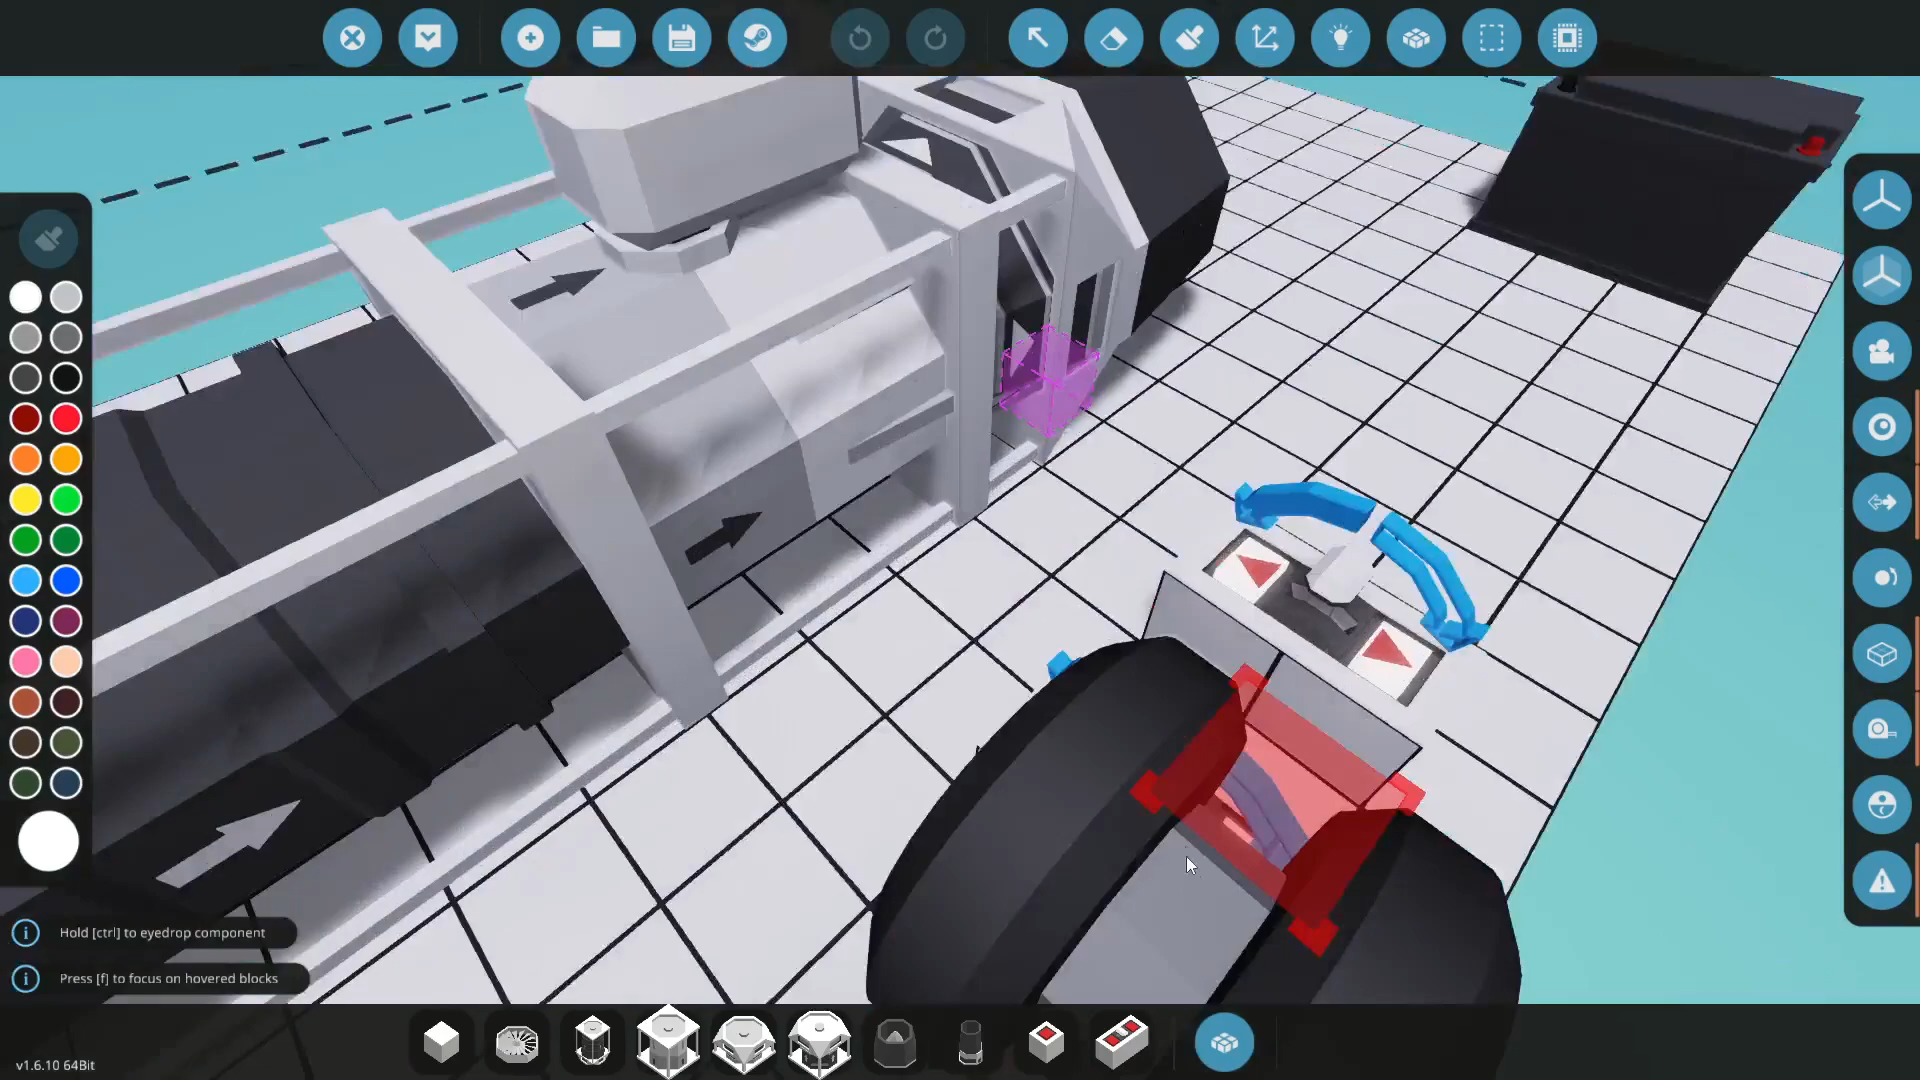 Hold [ctrl] to eyedrop component
Press [f] to focus on hovered blocks
v1.6.10 64Bit